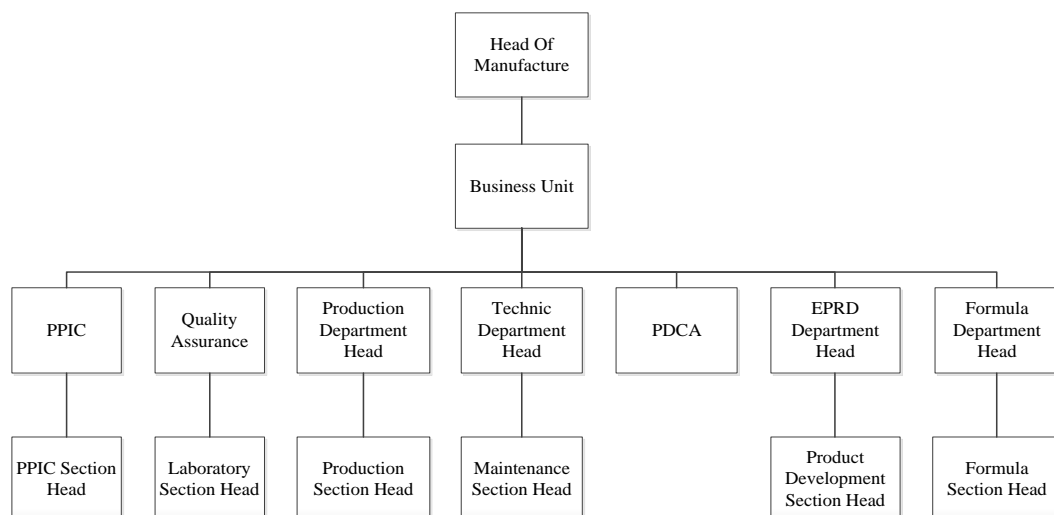 Head Of
Manufacture
Business Unit
PPIC
Quality
Assurance
Production
Department
Head
Technic
Department
Head
PDCA
EPRD
Department
Head
Formula
Department
Head
PPIC Section
Head
Laboratory
Section Head
Production
Section Head
Maintenance
Section Head
Product
Development
Section Head
Formula
Section Head